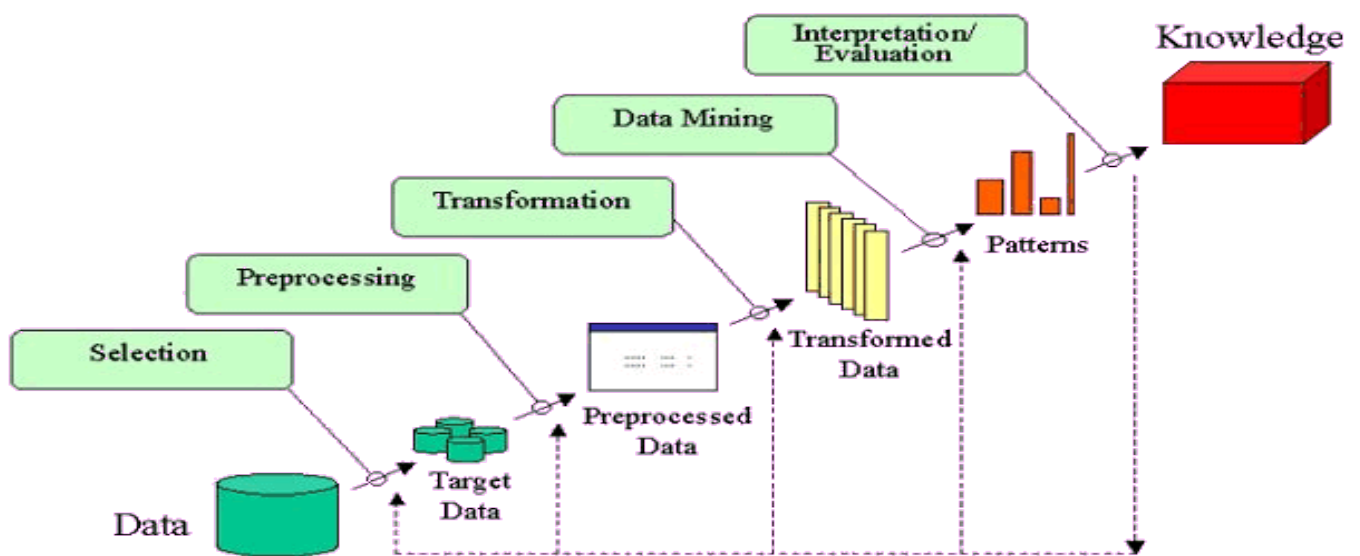 Interpretation/
Evaluation
Knowledge
Data Mining
Transformation
Patterns
Preprocessing
Transformed
Data
Selection
Preprocessed
Data
Target
Data
Data